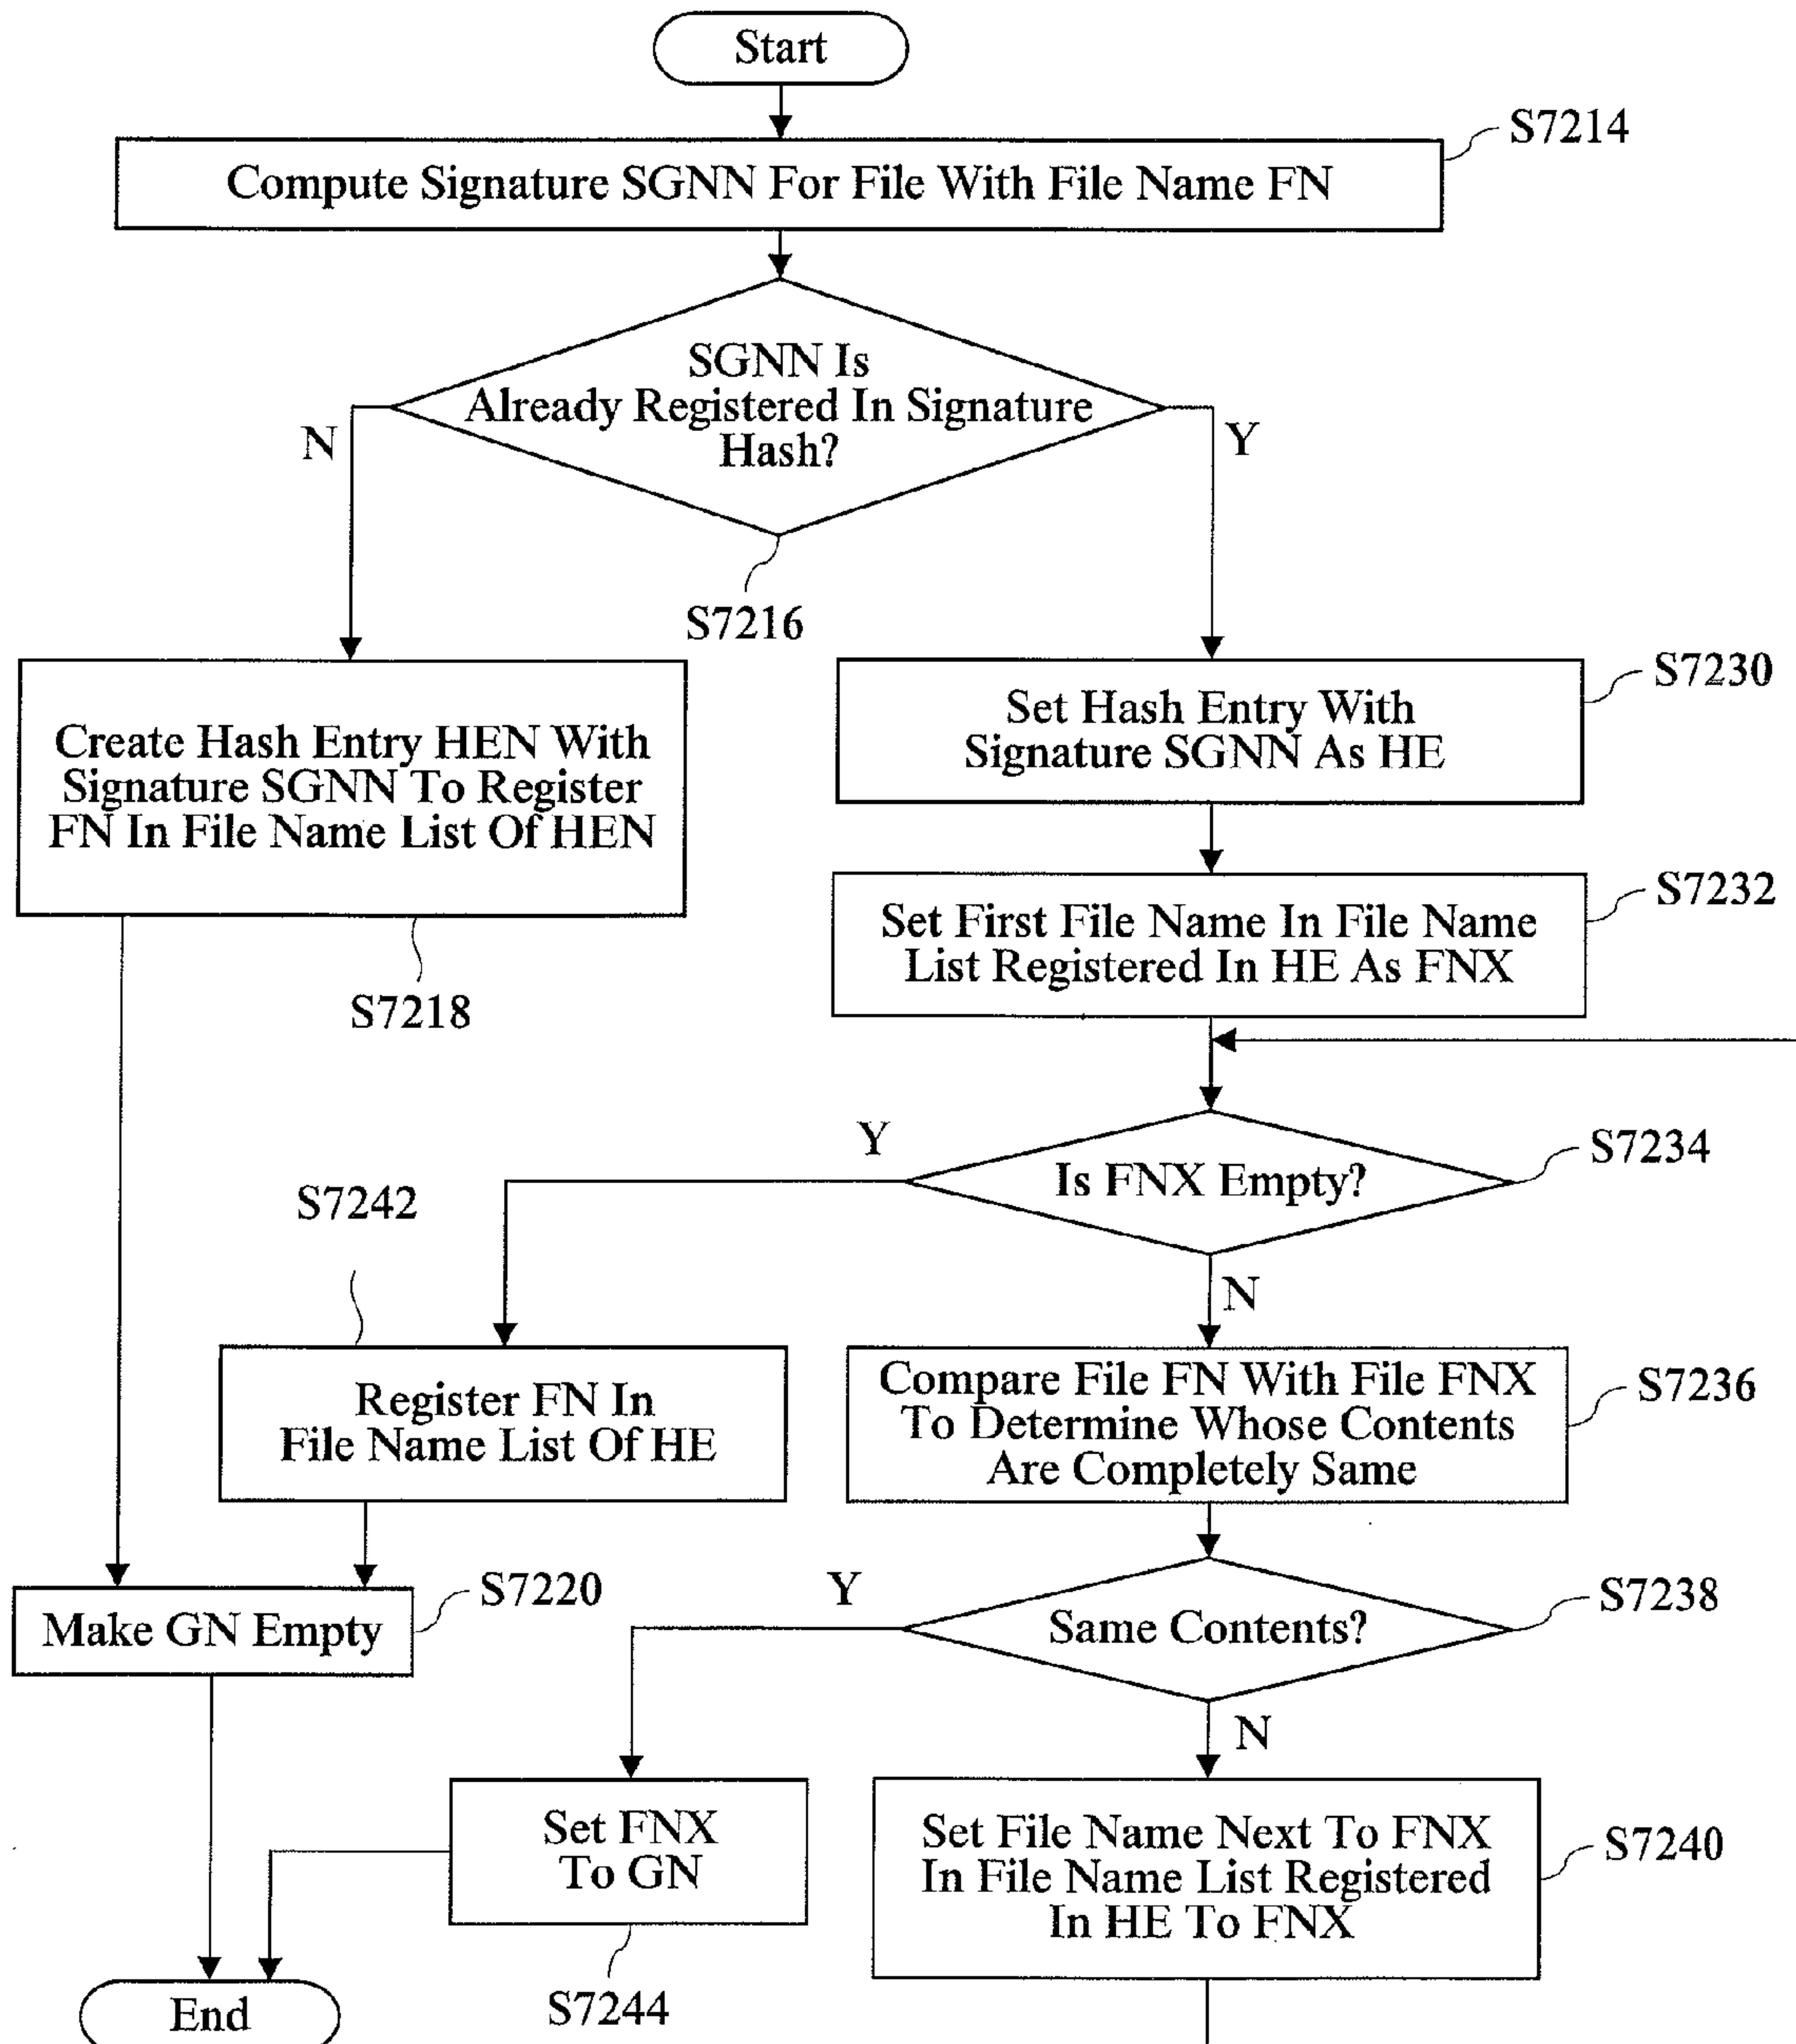 Start
S7214
Compute Signature SGNN For File With File Name FN
SGNN Is
Already Registered In Signature
Hash?
N
Y
S7216
S7230
Create Hash Entry HEN With
Signature SGNN To Register
FN In File Name List Of HEN
Set Hash Entry With
Signature SGNN As HE
S7218
S7232
Set First File Name In File Name
List Registered In HE As FNX
Y
S7234
Is FNX Empty?
S7242
N
Register FN In
File Name List Of HE
Compare File FN With File FNX
To Determine Whose Contents
Are Completely Same
S7236
S7220
Make GN Empty
Y
S7238
Same Contents?
N
Set FNX
To GN
Set File Name Next To FNX
In File Name List Registered
In HE To FNX
S7240
S7244
End